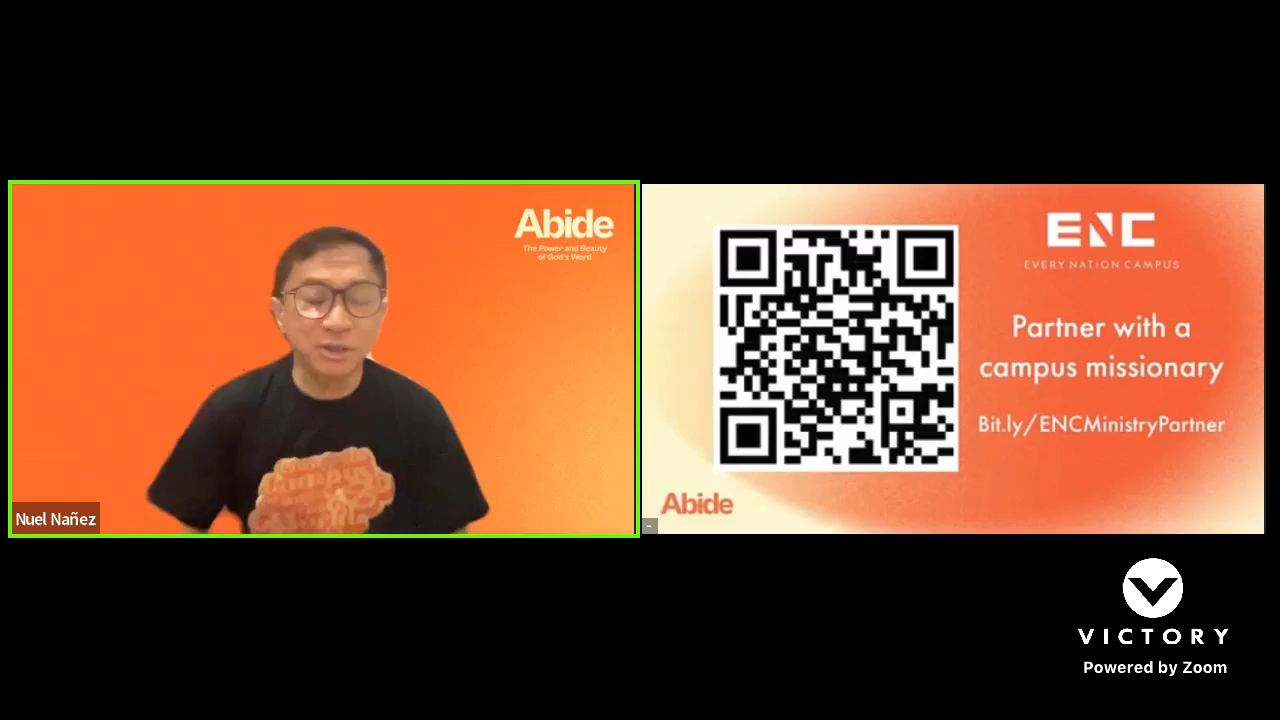 Abide
The Power and Beauty
of God's Word
Nuel Nañez
ENC
EVERY NATION CAMPUS
Partner with a
campus missionary
Bit.ly/ENCMinistryPartner
Abide
-
VICTORY
Powered by Zoom